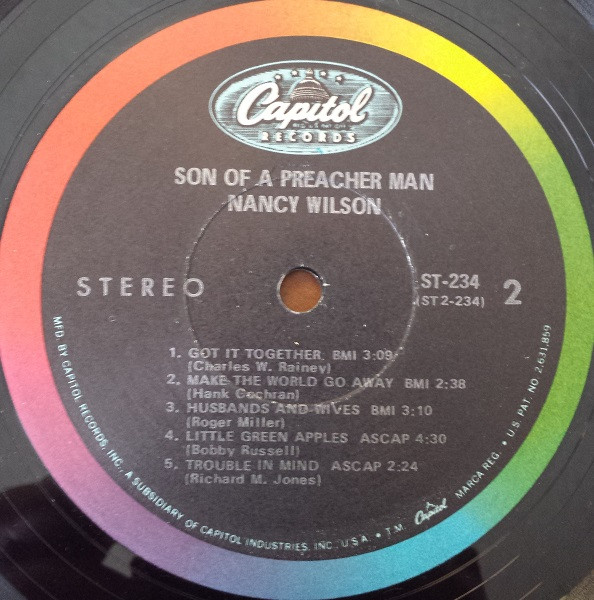 Capitol
REG. U.S. PAT. OFF.
RECORDS
SON OF A PREACHER MAN
NANCY WILSON
STEREO
ST-234
(ST 2-234)
2
1. GOT IT TOGETHER BMI 3:09
(Charles W. Rainey)
2. MAKE THE WORLD GO AWAY BMI 2:38
(Hank Cochran)
3. HUSBANDS AND WIVES BMI 3:10
(Roger Miller)
4. LITTLE GREEN APPLES ASCAP 4:30
(Bobby Russell)
5. TROUBLE IN MIND ASCAP 2:24
(Richard M. Jones)
MFD. BY CAPITOL RECORDS, INC., A SUBSIDIARY OF CAPITOL INDUSTRIES, INC., U.S.A. • T.M. Capitol MARCA REG. • U.S. PAT. NO. 2,631,859